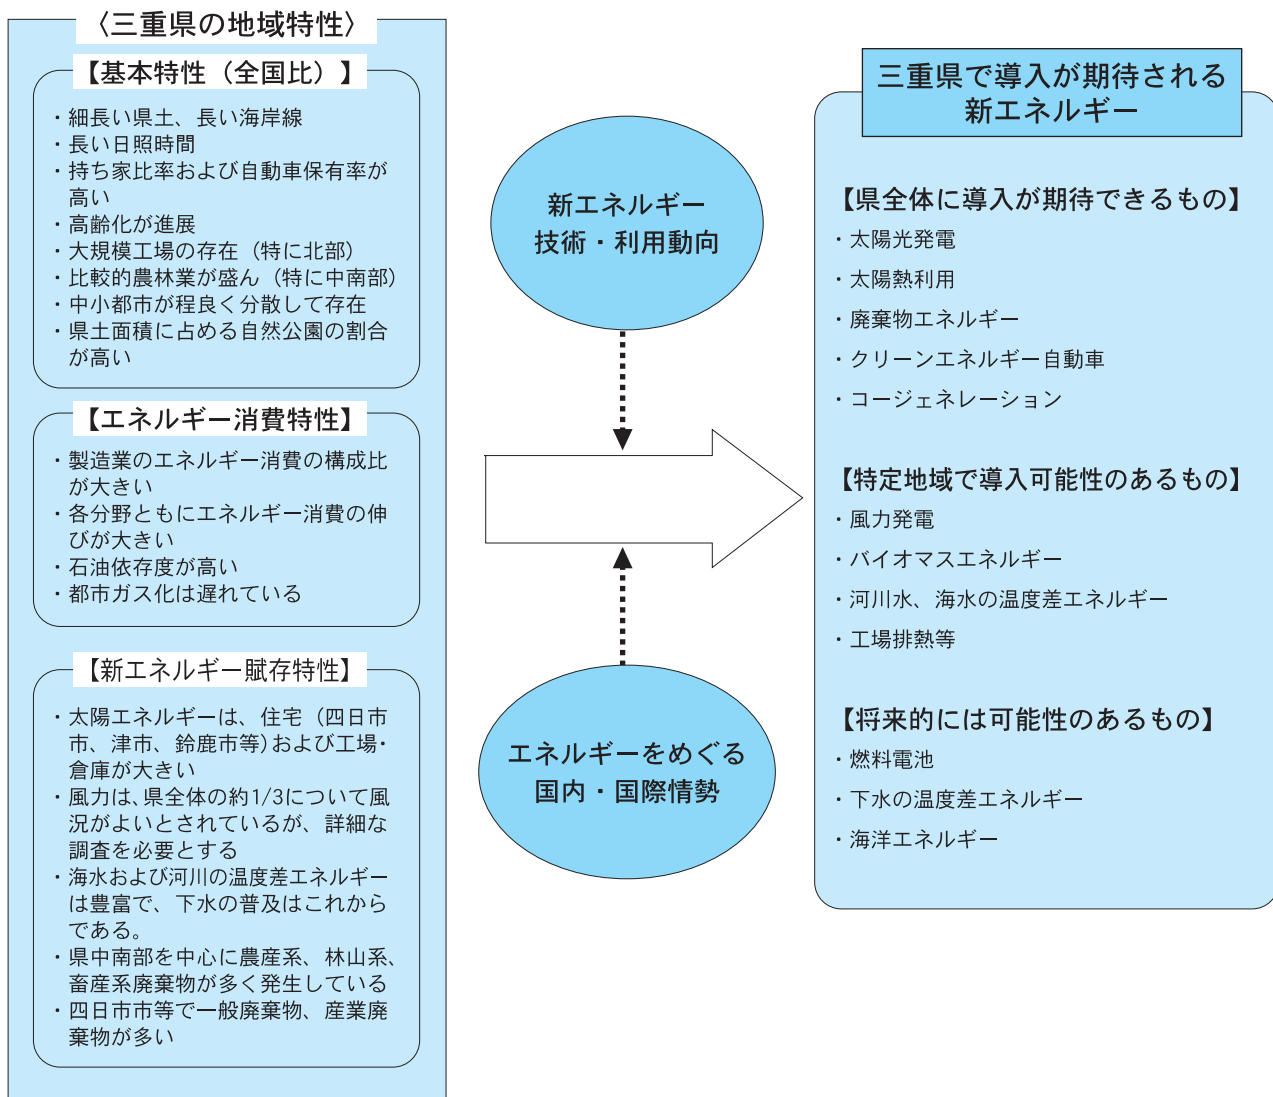 〈三重県の地域特性〉
【基本特性（全国比）】
・細長い県土、長い海岸線
・長い日照時間
・持ち家比率および自動車保有率が
高い
・高齢化が進展
・大規模工場の存在（特に北部）
・比較的農林業が盛ん（特に中南部）
・中小都市が程良く分散して存在
・県土面積に占める自然公園の割合
が高い
【エネルギー消費特性】
・製造業のエネルギー消費の構成比
が大きい
・各分野ともにエネルギー消費の伸
びが大きい
・石油依存度が高い
・都市ガス化は遅れている
【新エネルギー賦存特性】
・太陽エネルギーは、住宅（四日市
市、津市、鈴鹿市等）および工場・
倉庫が大きい
・風力は、県全体の約1/3について風
況がよいとされているが、詳細な
調査を必要とする
・海水および河川の温度差エネルギー
は豊富で、下水の普及はこれから
である。
・県中南部を中心に農産系、林山系、
畜産系廃棄物が多く発生している
・四日市市等で一般廃棄物、産業廃
棄物が多い
新エネルギー
技術・利用動向
エネルギーをめぐる
国内・国際情勢
三重県で導入が期待される
新エネルギー
【県全体に導入が期待できるもの】
・太陽光発電
・太陽熱利用
・廃棄物エネルギー
・クリーンエネルギー自動車
・コージェネレーション
【特定地域で導入可能性のあるもの】
・風力発電
・バイオマスエネルギー
・河川水、海水の温度差エネルギー
・工場排熱等
【将来的には可能性のあるもの】
・燃料電池
・下水の温度差エネルギー
・海洋エネルギー